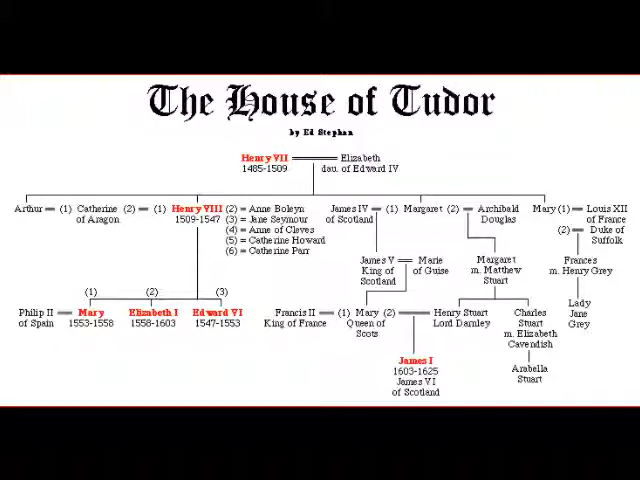 The House of Tudor
by Ed Stephan
Henry VII Elizabeth
1485-1509 dau. of Edward IV
Arthur (1) Catherine (2) (1) Henry VIII (2) = Anne Boleyn James IV (1) Margaret (2) Archibald Mary (1) Louis XII
of Aragon 1509-1547 (3) = Jane Seymour of Scotland Douglas of France
(4) = Anne of Cleves (2) Duke of
(5) = Catherine Howard Suffolk
(6) = Catherine Parr
James V Marie Margaret Frances
King of of Guise m. Matthew m. Henry Grey
Scotland Stuart
(1) (2) (3)
Lady
Philip II Mary Elizabeth I Edward VI Francis II (1) Mary (2) Henry Stuart Charles Jane
of Spain 1553-1558 1558-1603 1547-1553 King of France Queen of Lord Darnley Stuart Grey
Scots m. Elizabeth
Cavendish
James I
1603-1625 Arabella
James VI Stuart
of Scotland